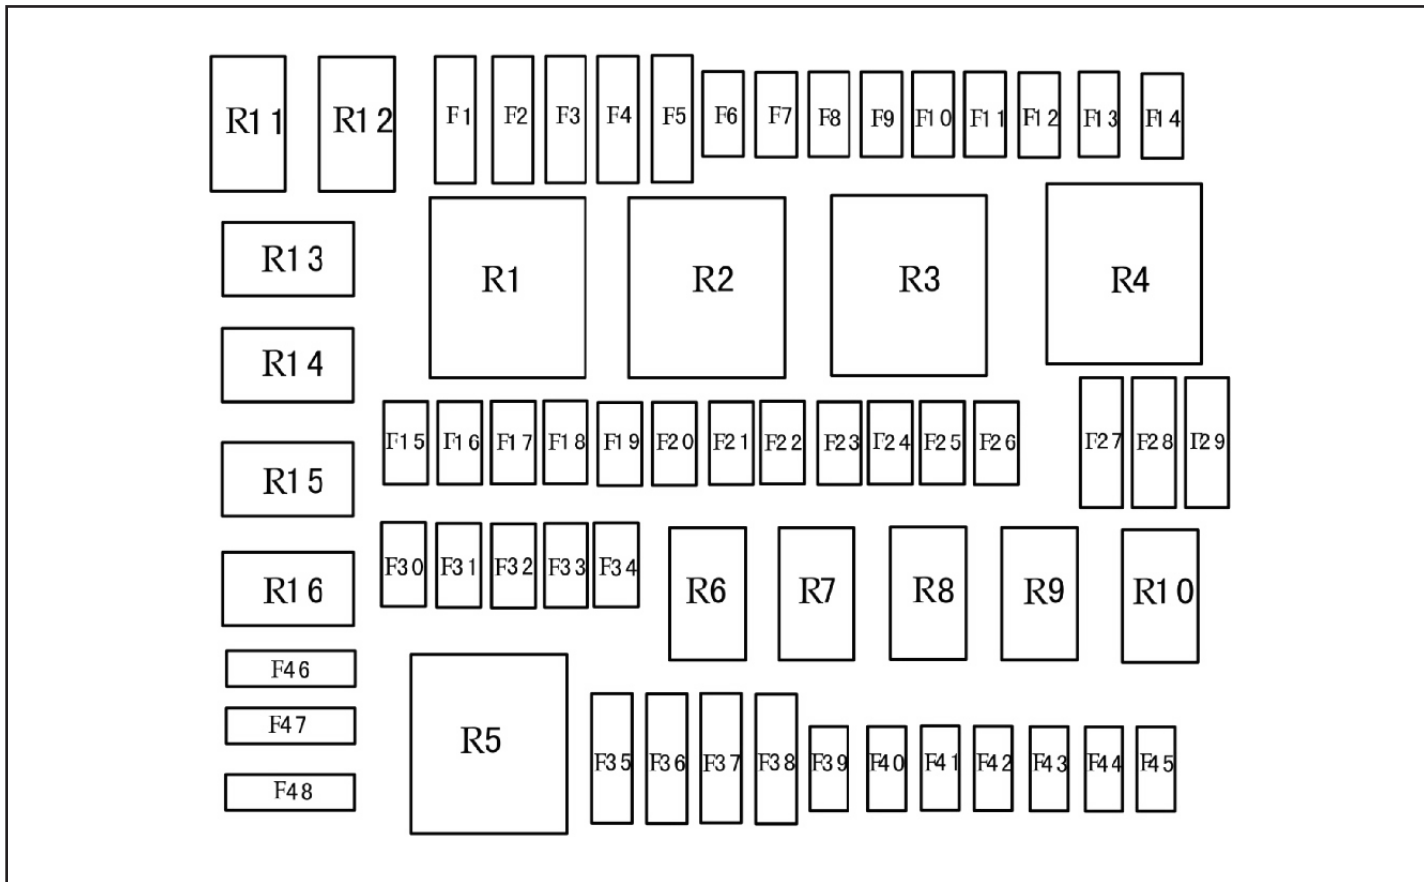 R11 R12 F1 F2 F3 F4 F5 F6 F7 F8 F9 F10 F11 F12 F13 F14
R13 R1 R2 R3 R4
R14
F15 F16 F17 F18 F19 F20 F21 F22 F23 F24 F25 F26 F27 F28 F29
R15
F30 F31 F32 F33 F34 R6 R7 R8 R9 R10
R16
F46
F47 R5 F35 F36 F37 F38 F39 F40 F41 F42 F43 F44 F45
F48